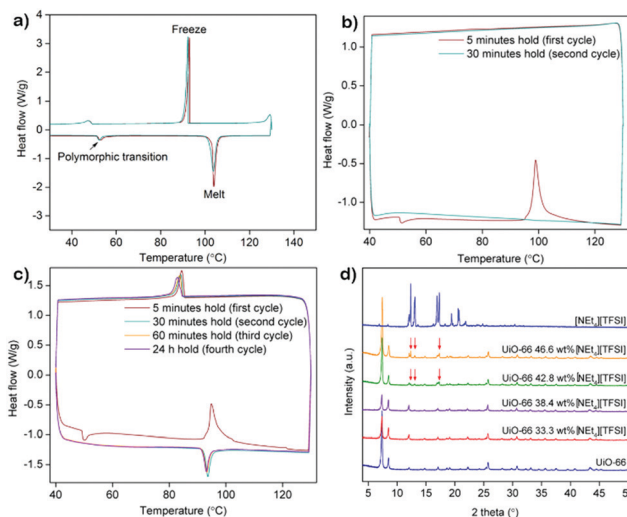 a)
Freeze
Polymorphic transition
Melt
Heat flow (W/g)
4
3
2
1
0
-1
-2
-3
40 60 80 100 120 140
Temperature (°C)
b)
5 minutes hold (first cycle)
30 minutes hold (second cycle)
Heat flow (W/g)
1.0
0.5
0.0
-0.5
-1.0
40 60 80 100 120
Temperature (°C)
c)
5 minutes hold (first cycle)
30 minutes hold (second cycle)
60 minutes hold (third cycle)
24 h hold (fourth cycle)
Heat flow (W/g)
1.5
1.0
0.5
0.0
-0.5
-1.0
-1.5
40 60 80 100 120
Temperature (°C)
d)
[NEt4][TFSI]
UiO-66 46.6 wt% [NEt4][TFSI]
UiO-66 42.8 wt% [NEt4][TFSI]
UiO-66 38.4 wt% [NEt4][TFSI]
UiO-66 33.3 wt% [NEt4][TFSI]
UiO-66
Intensity (a.u.)
5 10 15 20 25 30 35 40 45 50
2 theta (°)